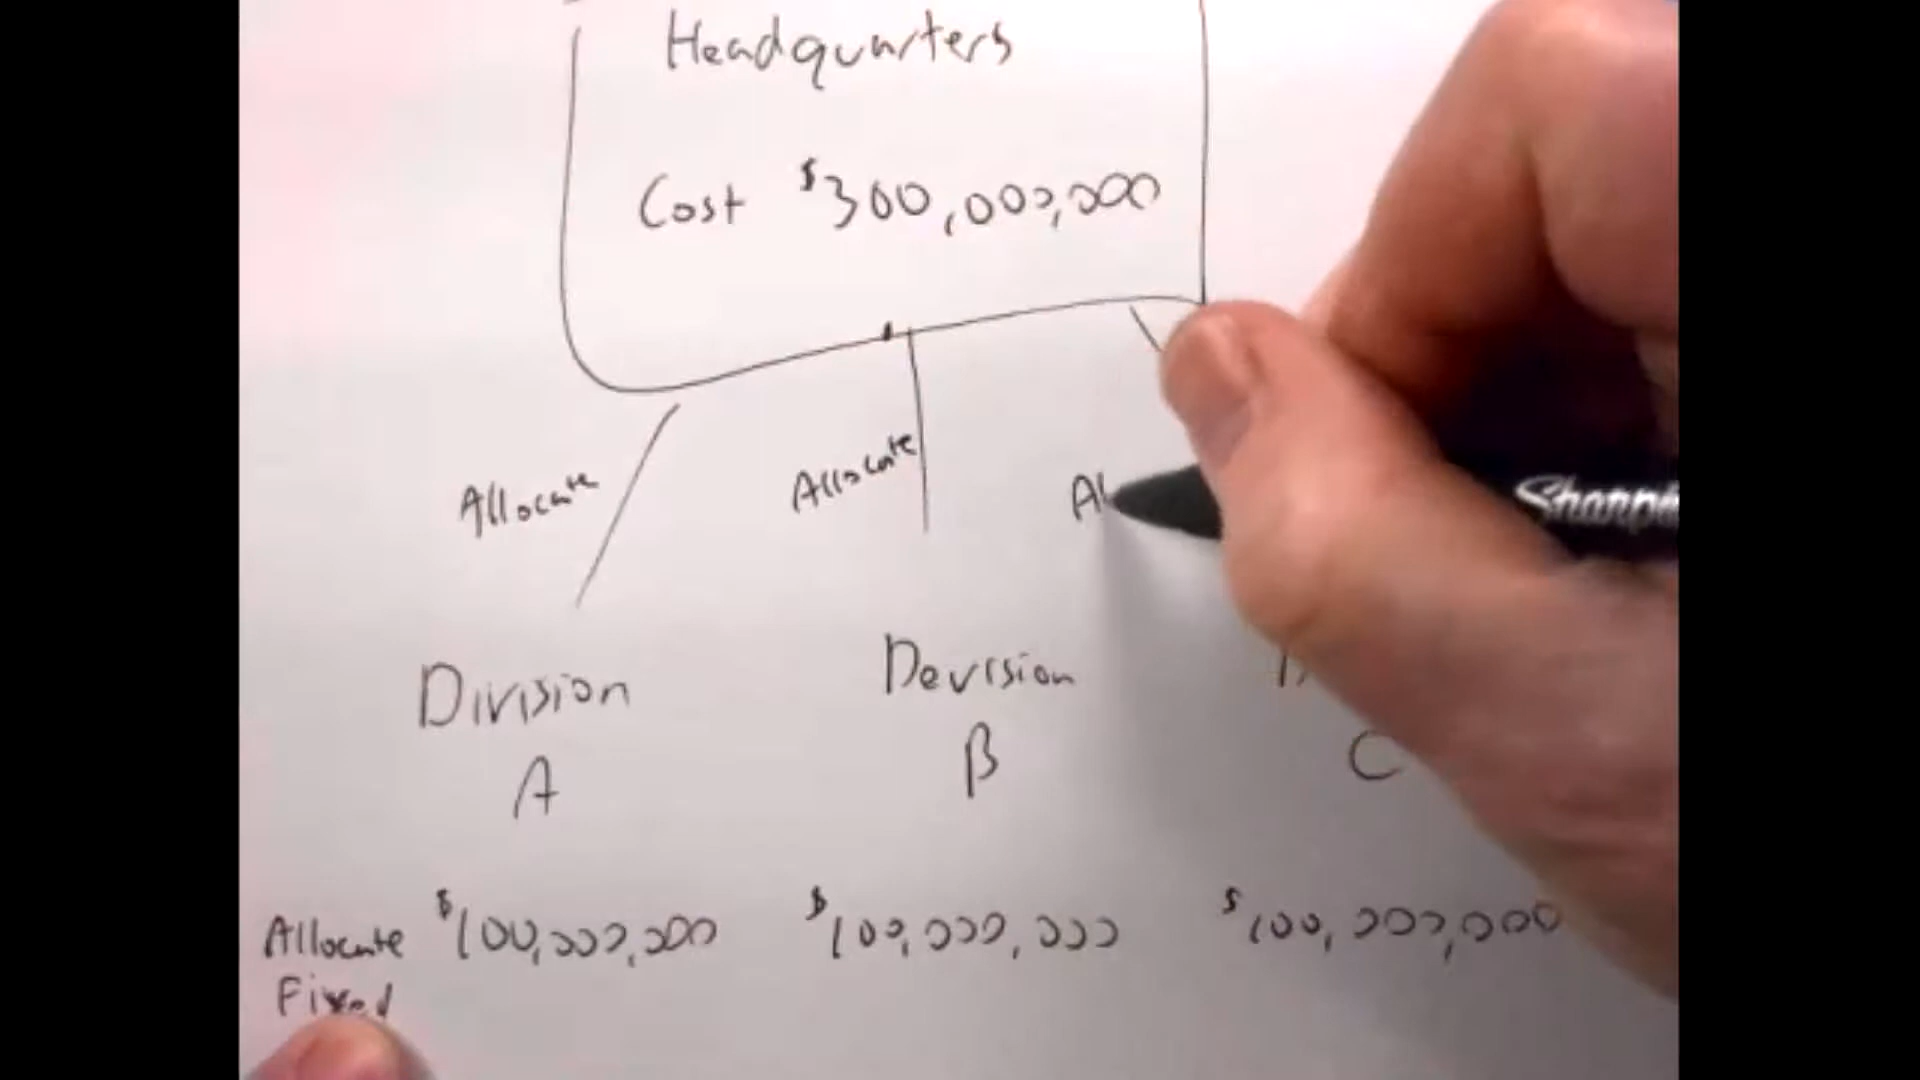 Headquarters
Cost $300,000,000
Allocate
Allocate
Al
Sharpie
Division
Devision
A
B
C
Allocate $100,000,000 $100,000,000 $100,000,000
Fixed